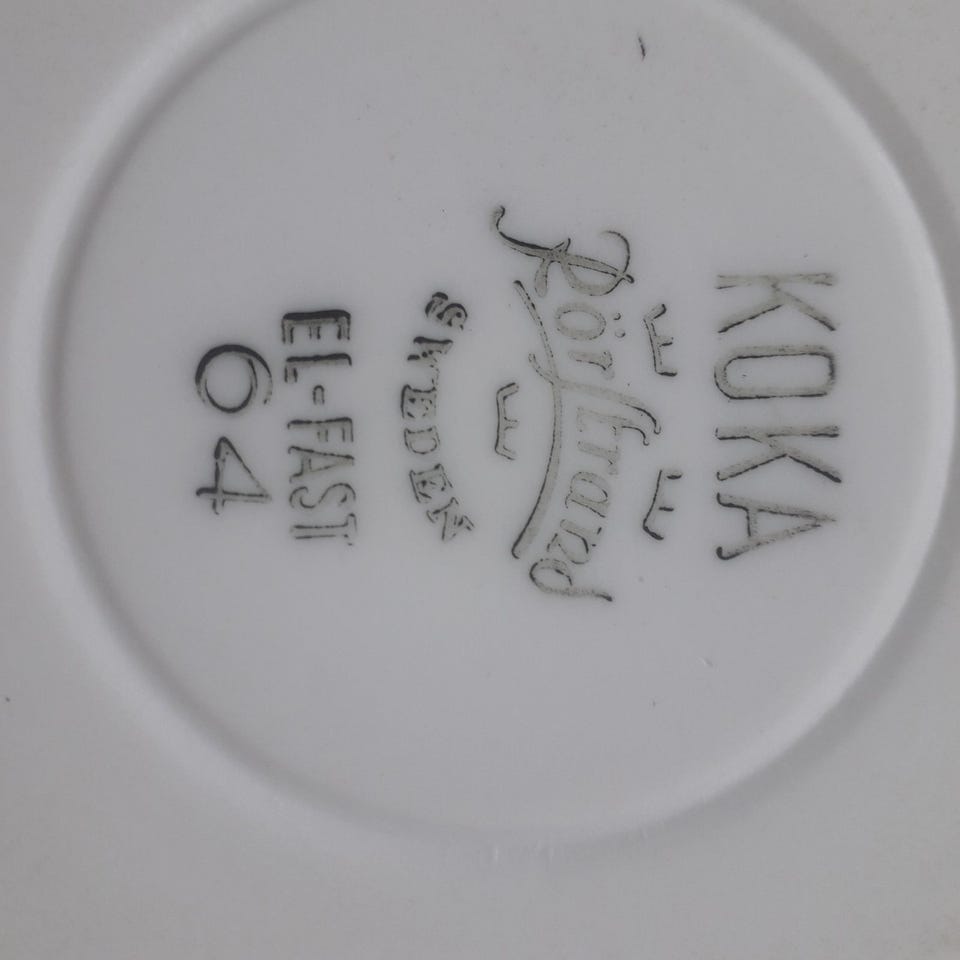 KOKA
Rörstrand
SWEDEN
EL-FAST
64